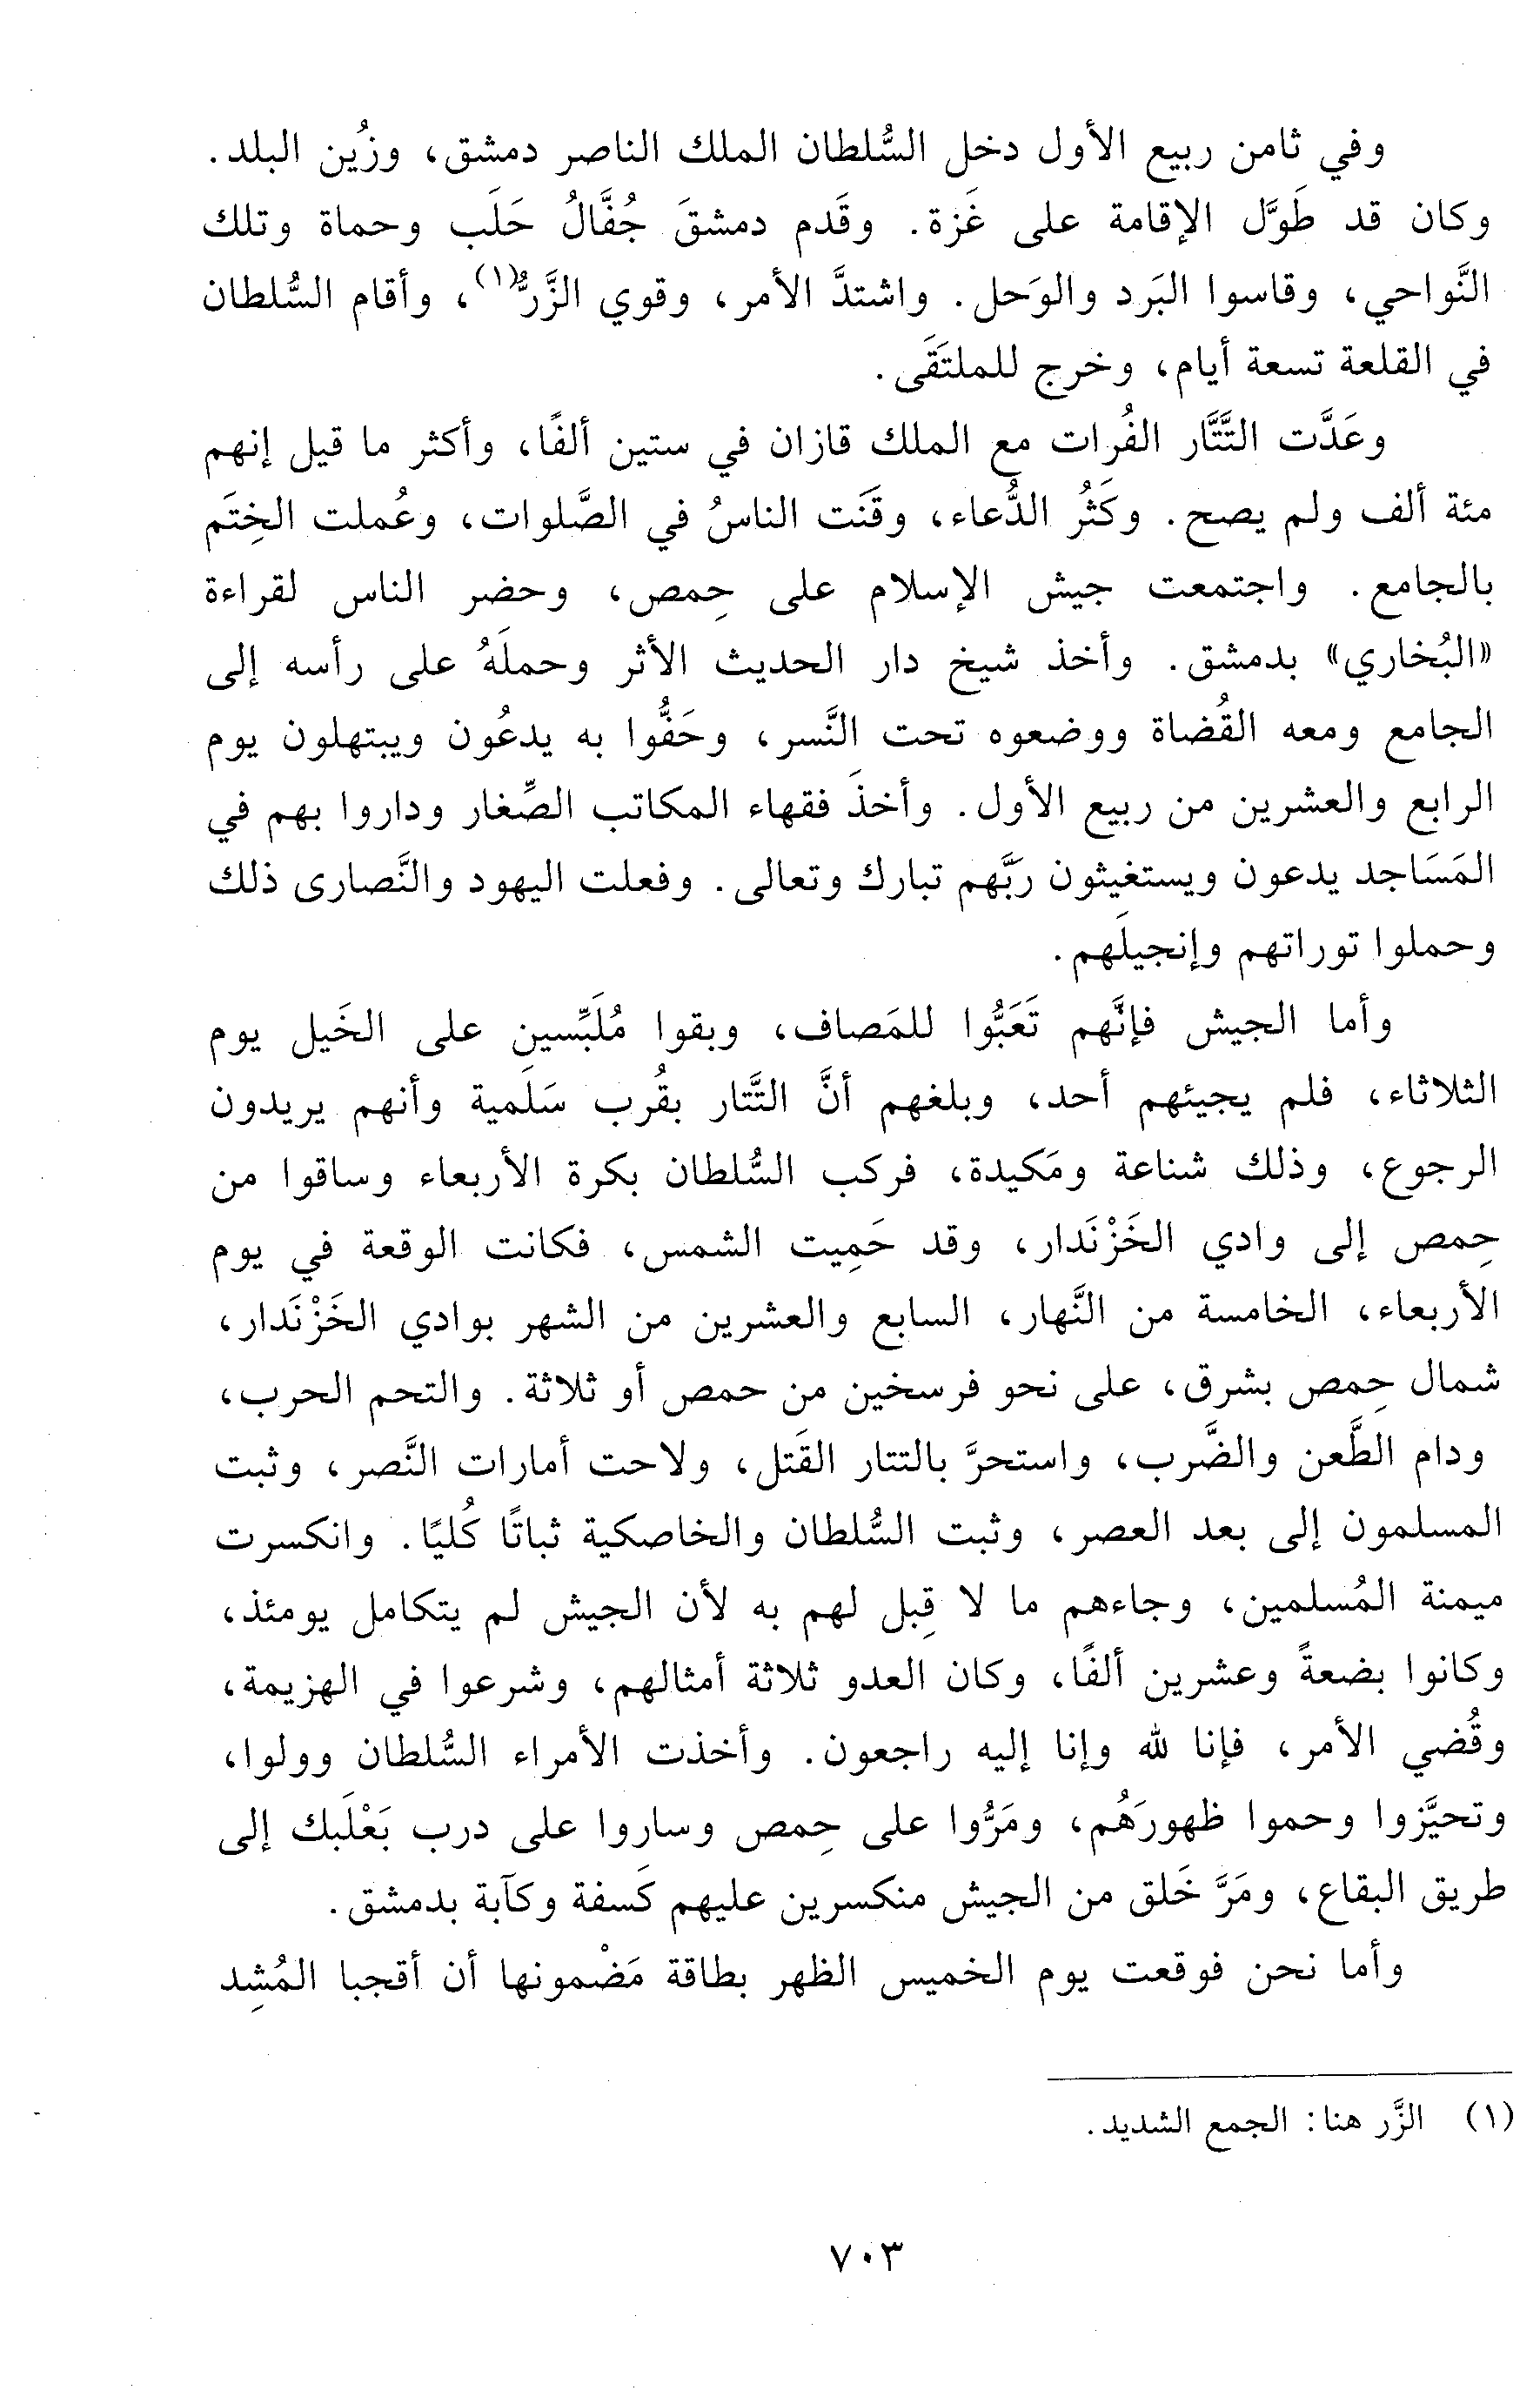 وفي ثامن ربيع الأول دخل السُّلطان الملك الناصر دمشق، وزُين البلد.
وكان قد طَوَّل الإقامة على غَزة. وقَدم دمشقَ جُفَّالُ حَلَب وحماة وتلك
النَّواحي، وقاسوا البَرد والوَحل. واشتدَّ الأمر، وقوي الزَّرُّ(١)، وأقام السُّلطان
في القلعة تسعة أيام، وخرج للملتَقَى.
وعَدَّت التَّتَّار الفُرات مع الملك قازان في ستين ألفًا، وأكثر ما قيل إنهم
مئة ألف ولم يصح. وكَثُر الدُّعاء، وقَنَت الناسُ في الصَّلوات، وعُملت الخِتَم
بالجامع. واجتمعت جيش الإسلام على حِمص، وحضر الناس لقراءة
«البُخاري» بدمشق. وأخذ شيخ دار الحديث الأثر وحملَهُ على رأسه إلى
الجامع ومعه القُضاة ووضعوه تحت النَّسر، وحَفُّوا به يدعُون ويبتهلون يوم
الرابع والعشرين من ربيع الأول. وأخذَ فقهاء المكاتب الصِّغار وداروا بهم في
المَسَاجد يدعون ويستغيثون ربَّهم تبارك وتعالى. وفعلت اليهود والنَّصارى ذلك
وحملوا توراتهم وإنجيلَهم.
وأما الجيش فإنَّهم تَعَبُّوا للمَصاف، وبقوا مُلَبِّسين على الخَيل يوم
الثلاثاء، فلم يجيئهم أحد، وبلغهم أنَّ التَّتار بقُرب سَلَمية وأنهم يريدون
الرجوع، وذلك شناعة ومَكيدة، فركب السُّلطان بكرة الأربعاء وساقوا من
حِمص إلى وادي الخَزْنَدار، وقد حَمِيت الشمس، فكانت الوقعة في يوم
الأربعاء، الخامسة من النَّهار، السابع والعشرين من الشهر بوادي الخَزْنَدار،
شمال حِمص بشرق، على نحو فرسخين من حمص أو ثلاثة. والتحم الحرب،
ودام الطَّعن والضَّرب، واستحرَّ بالتتار القَتل، ولاحت أمارات النَّصر، وثبت
المسلمون إلى بعد العصر، وثبت السُّلطان والخاصكية ثباتًا كُليًا. وانكسرت
ميمنة المُسلمين، وجاءهم ما لا قِبل لهم به لأن الجيش لم يتكامل يومئذ،
وكانوا بضعةً وعشرين ألفًا، وكان العدو ثلاثة أمثالهم، وشرعوا في الهزيمة،
وقُضي الأمر، فإنا لله وإنا إليه راجعون. وأخذت الأمراء السُّلطان وولوا،
وتحيَّزوا وحموا ظهورَهُم، ومَرُّوا على حِمص وساروا على درب بَعْلَبك إلى
طريق البقاع، ومَرَّ خَلق من الجيش منكسرين عليهم كَسفة وكآبة بدمشق.
وأما نحن فوقعت يوم الخميس الظهر بطاقة مَضْمونها أن أقجبا المُشِد
(١) الزَّر هنا: الجمع الشديد.
٧٠٣